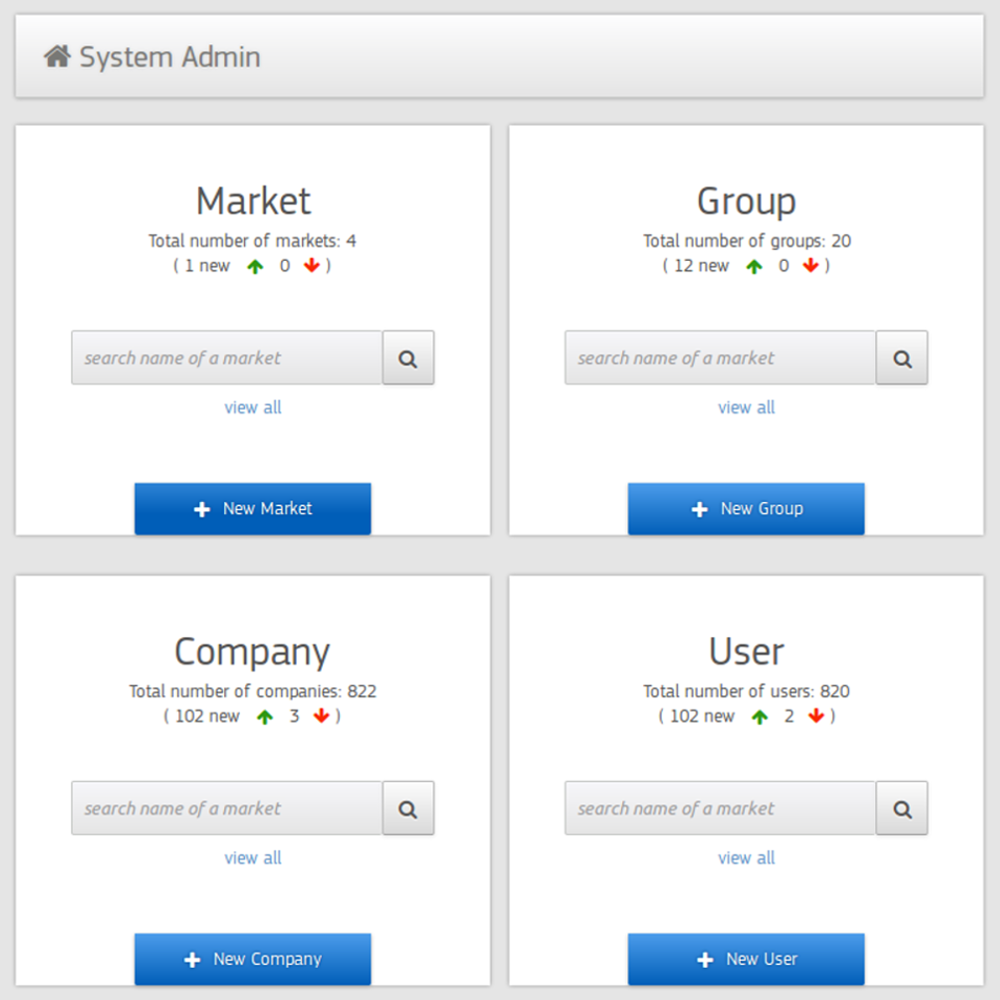 System Admin
Market
Total number of markets: 4
( 1 new 0 )
search name of a market
view all
New Market
Group
Total number of groups: 20
( 12 new 0 )
search name of a market
view all
New Group
Company
Total number of companies: 822
( 102 new 3 )
search name of a market
view all
New Company
User
Total number of users: 820
( 102 new 2 )
search name of a market
view all
New User